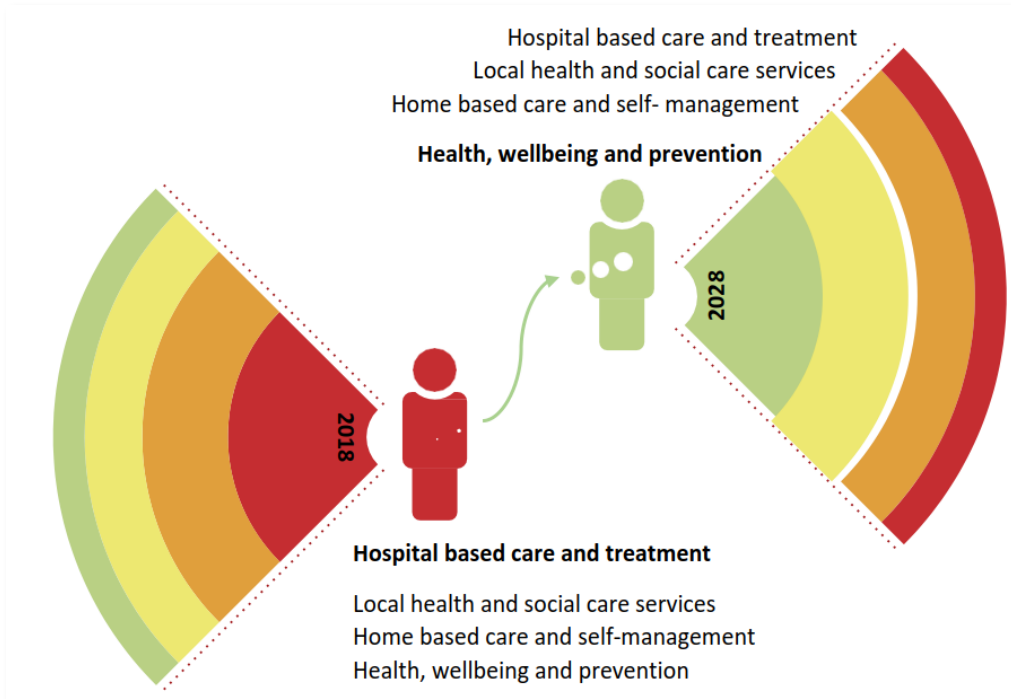 Hospital based care and treatment
Local health and social care services
Home based care and self- management
Health, wellbeing and prevention
2028
2018
Hospital based care and treatment
Local health and social care services
Home based care and self-management
Health, wellbeing and prevention